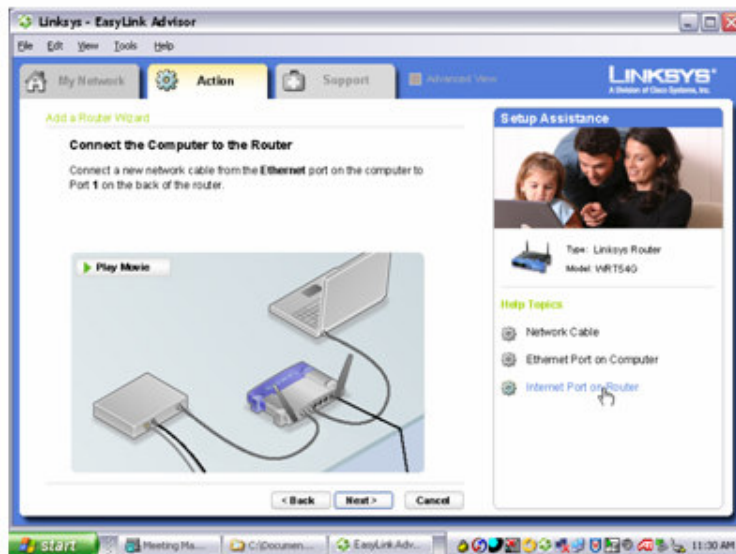 Linksys - EasyLink Advisor
File Edit View Tools Help
My Network
Action
Support
Advanced View
LINKSYS®
A Division of Cisco Systems, Inc.
Add a Router Wizard
Connect the Computer to the Router
Connect a new network cable from the Ethernet port on the computer to
Port 1 on the back of the router.
Play Movie
< Back
Next >
Cancel
Setup Assistance
Type: Linksys Router
Model: WRT54G
Help Topics
Network Cable
Ethernet Port on Computer
Internet Port on Router
start
Meeting Ma...
C:\Documen...
EasyLink Adv...
11:30 AM